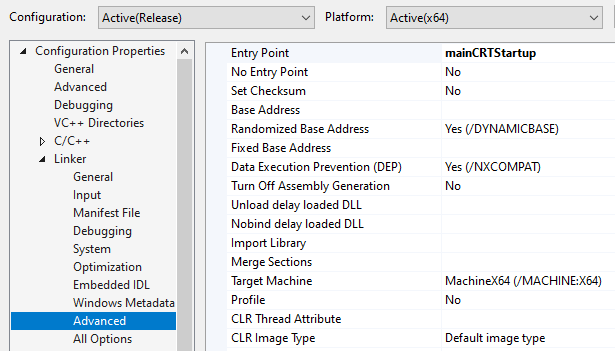 Configuration: Active(Release) Platform: Active(x64)
Configuration Properties
General
Advanced
Debugging
VC++ Directories
C/C++
Linker
General
Input
Manifest File
Debugging
System
Optimization
Embedded IDL
Windows Metadata
Advanced
All Options
Entry Point mainCRTStartup
No Entry Point No
Set Checksum No
Base Address
Randomized Base Address Yes (/DYNAMICBASE)
Fixed Base Address
Data Execution Prevention (DEP) Yes (/NXCOMPAT)
Turn Off Assembly Generation No
Unload delay loaded DLL
Nobind delay loaded DLL
Import Library
Merge Sections
Target Machine MachineX64 (/MACHINE:X64)
Profile No
CLR Thread Attribute
CLR Image Type Default image type